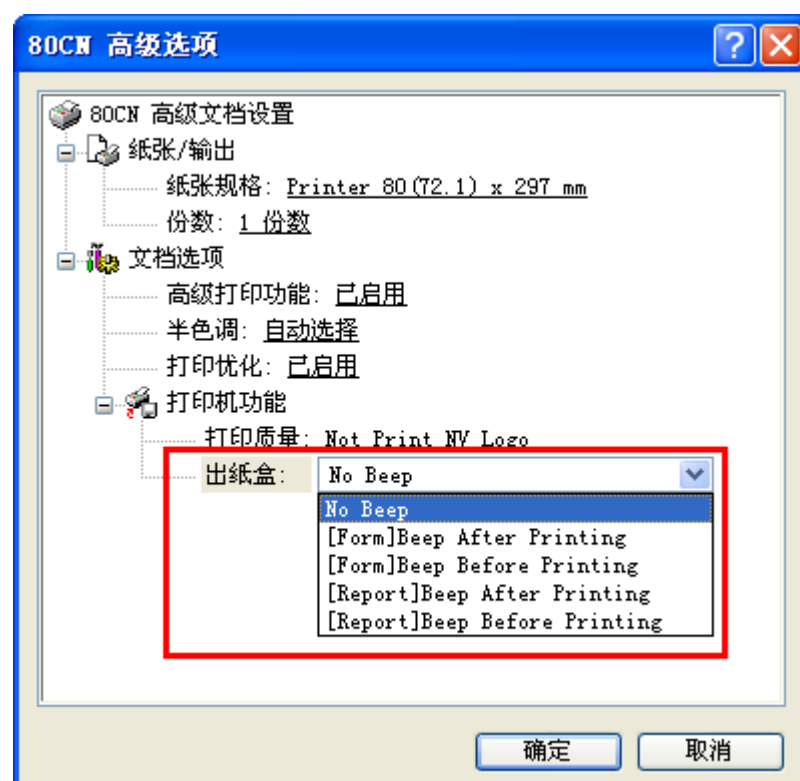 80CN 高级选项
80CN 高级文档设置
纸张/输出
纸张规格: Printer 80(72.1) x 297 mm
份数: 1 份数
文档选项
高级打印功能: 已启用
半色调: 自动选择
打印优化: 已启用
打印机功能
打印质量: Not Print NV Logo
出纸盒: No Beep
No Beep
[Form]Beep After Printing
[Form]Beep Before Printing
[Report]Beep After Printing
[Report]Beep Before Printing
确定 取消